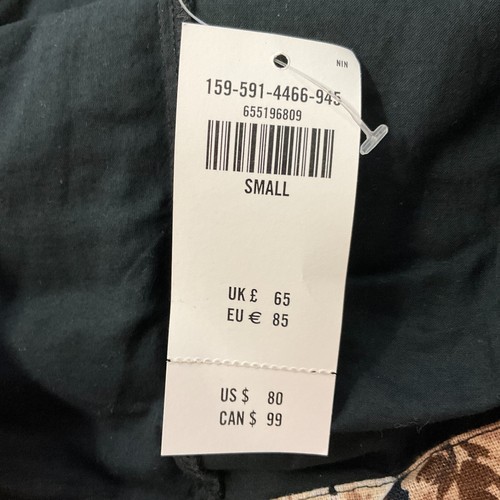 NIN
159-591-4466-945
655196809
SMALL
UK £ 65
EU € 85
US $ 80
CAN $ 99